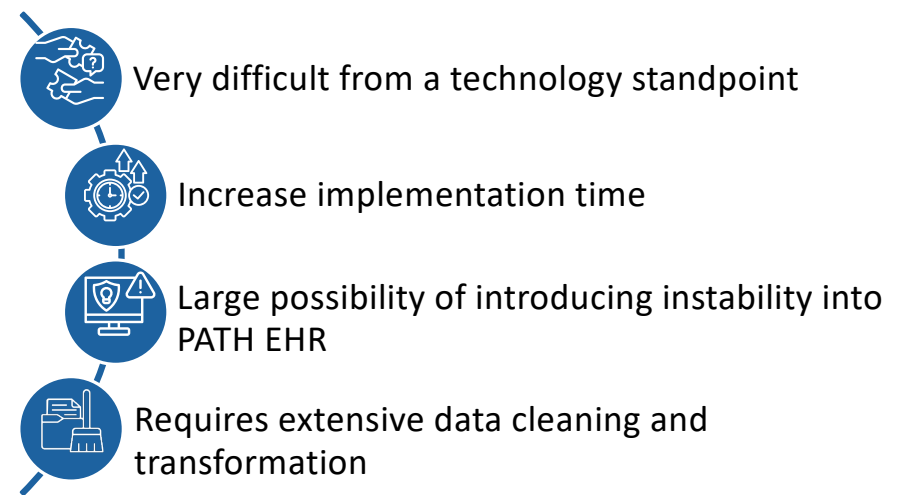 Very difficult from a technology standpoint
Increase implementation time
Large possibility of introducing instability into
PATH EHR
Requires extensive data cleaning and
transformation